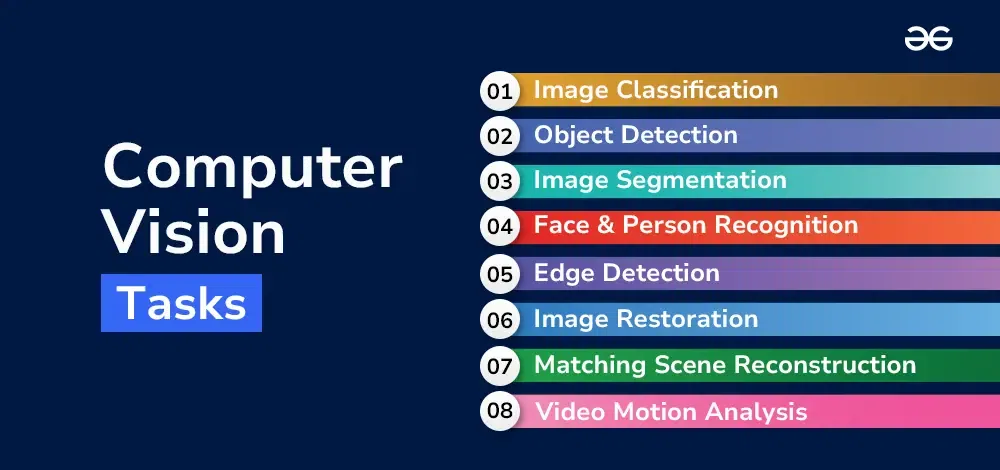 Computer
Vision
Tasks
01 Image Classification
02 Object Detection
03 Image Segmentation
04 Face & Person Recognition
05 Edge Detection
06 Image Restoration
07 Matching Scene Reconstruction
08 Video Motion Analysis